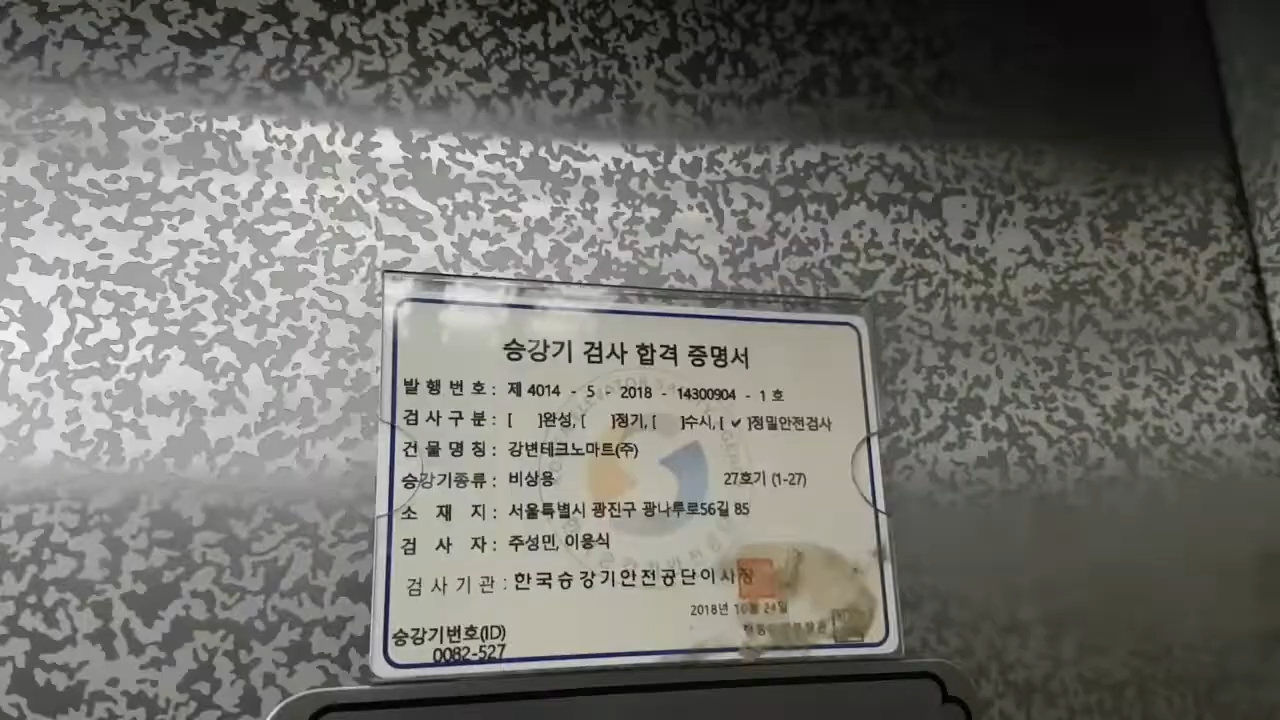 승강기 검사 합격 증명서
발 행 번 호 : 제 4014 - 5 - 2018 - 14300904 - 1 호
검 사 구 분 : [ ]완성, [ ]정기, [ ]수시, [ ✔ ]정밀안전검사
건 물 명 칭 : 강변테크노마트(주)
승강기종류 : 비상용 27호기 (1-27)
소 재 지 : 서울특별시 광진구 광나루로56길 85
검 사 자 : 주성민, 이용식
검 사 기 관 : 한국승강기안전공단이사장
2018년 10월 24일
승강기번호(ID)
0082-527